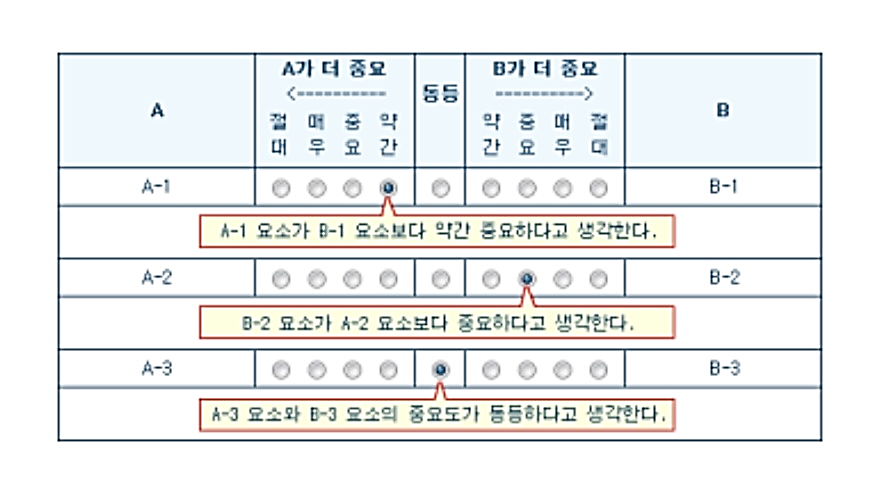 A
A가 더 중요
<----------
절대 매우 중요 약간
동등
B가 더 중요
---------->
약간 중요 매우 절대
B
A-1
B-1
A-1 요소가 B-1 요소보다 약간 중요하다고 생각한다.
A-2
B-2
B-2 요소가 A-2 요소보다 중요하다고 생각한다.
A-3
B-3
A-3 요소와 B-3 요소의 중요도가 동등하다고 생각한다.